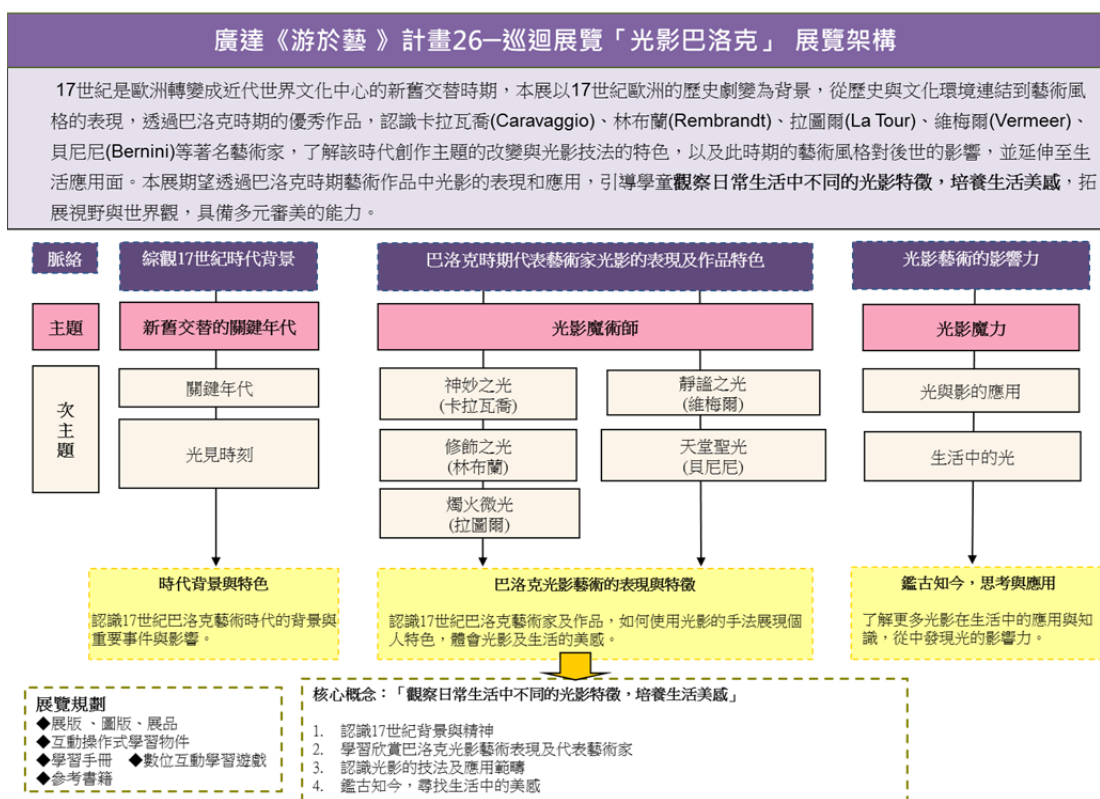 廣達《游於藝 》計畫26—巡迴展覽「光影巴洛克」 展覽架構
17世紀是歐洲轉變成近代世界文化中心的新舊交替時期，本展以17世紀歐洲的歷史劇變為背景，從歷史與文化環境連結到藝術風
格的表現，透過巴洛克時期的優秀作品，認識卡拉瓦喬(Caravaggio)、林布蘭(Rembrandt)、拉圖爾(La Tour)、維梅爾(Vermeer)、
貝尼尼(Bernini)等著名藝術家，了解該時代創作主題的改變與光影技法的特色，以及此時期的藝術風格對後世的影響，並延伸至生
活應用面。本展期望透過巴洛克時期藝術作品中光影的表現和應用，引導學童觀察日常生活中不同的光影特徵，培養生活美感，拓
展視野與世界觀，具備多元審美的能力。
脈絡
綜觀17世紀時代背景
巴洛克時期代表藝術家光影的表現及作品特色
光影藝術的影響力
主題
新舊交替的關鍵年代
光影魔術師
光影魔力
次主題
關鍵年代
光見時刻
神妙之光
(卡拉瓦喬)
修飾之光
(林布蘭)
燭火微光
(拉圖爾)
靜謐之光
(維梅爾)
天堂聖光
(貝尼尼)
光與影的應用
生活中的光
時代背景與特色
認識17世紀巴洛克藝術時代的背景與
重要事件與影響。
巴洛克光影藝術的表現與特徵
認識17世紀巴洛克藝術家及作品，如何使用光影的手法展現個
人特色，體會光影及生活的美感。
鑑古知今，思考與應用
了解更多光影在生活中的應用與知
識，從中發現光的影響力。
展覽規劃
◆展版、圖版、展品
◆互動操作式學習物件
◆學習手冊 ◆數位互動學習遊戲
◆參考書籍
核心概念：「觀察日常生活中不同的光影特徵，培養生活美感」
1. 認識17世紀背景與精神
2. 學習欣賞巴洛克光影藝術表現及代表藝術家
3. 認識光影的技法及應用範疇
4. 鑑古知今，尋找生活中的美感